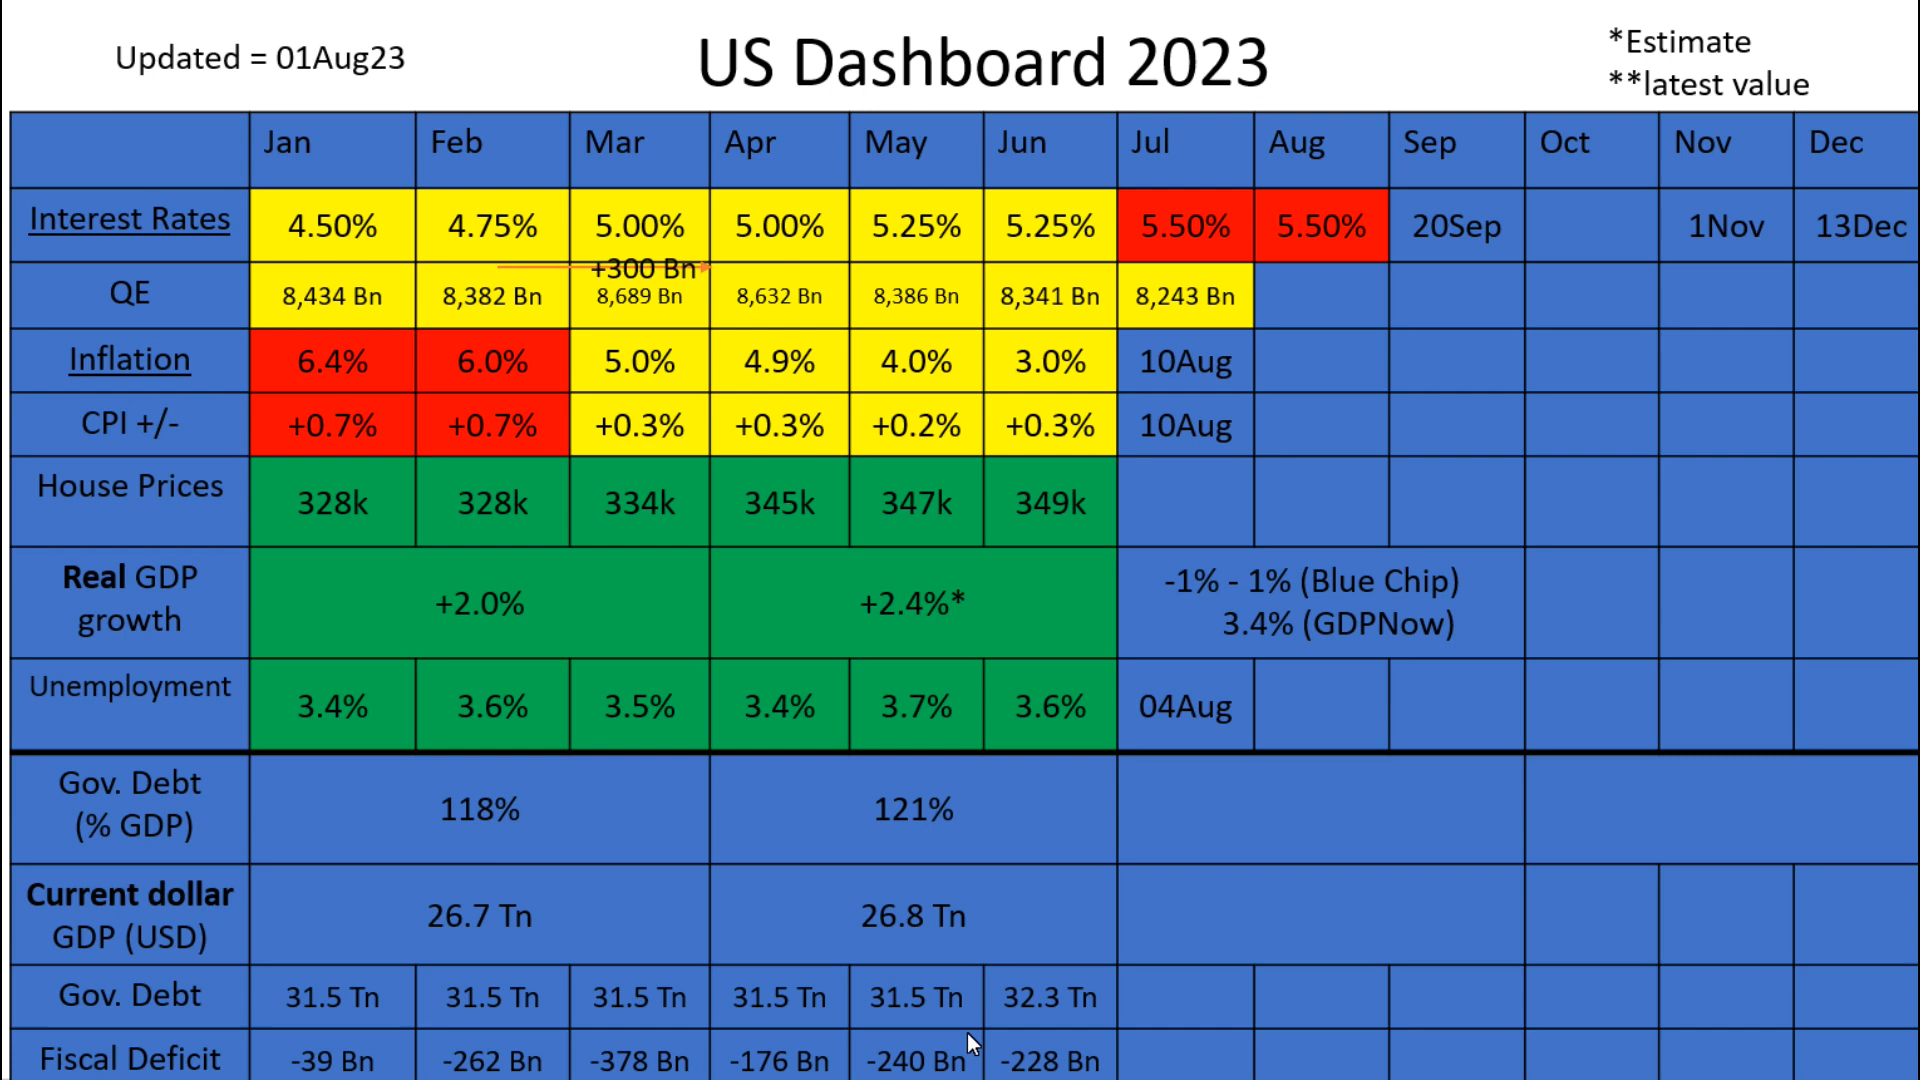 Updated = 01Aug23
US Dashboard 2023
*Estimate
**latest value
Jan Feb Mar Apr May Jun Jul Aug Sep Oct Nov Dec
Interest Rates 4.50% 4.75% 5.00% 5.00% 5.25% 5.25% 5.50% 5.50% 20Sep 1Nov 13Dec
+300 Bn
QE 8,434 Bn 8,382 Bn 8,689 Bn 8,632 Bn 8,386 Bn 8,341 Bn 8,243 Bn
Inflation 6.4% 6.0% 5.0% 4.9% 4.0% 3.0% 10Aug
CPI +/- +0.7% +0.7% +0.3% +0.3% +0.2% +0.3% 10Aug
House Prices 328k 328k 334k 345k 347k 349k
Real GDP
growth
+2.0% +2.4%*
-1% - 1% (Blue Chip)
3.4% (GDPNow)
Unemployment 3.4% 3.6% 3.5% 3.4% 3.7% 3.6% 04Aug
Gov. Debt
(% GDP)
118% 121%
Current dollar
GDP (USD)
26.7 Tn 26.8 Tn
Gov. Debt 31.5 Tn 31.5 Tn 31.5 Tn 31.5 Tn 31.5 Tn 32.3 Tn
Fiscal Deficit -39 Bn -262 Bn -378 Bn -176 Bn -240 Bn -228 Bn